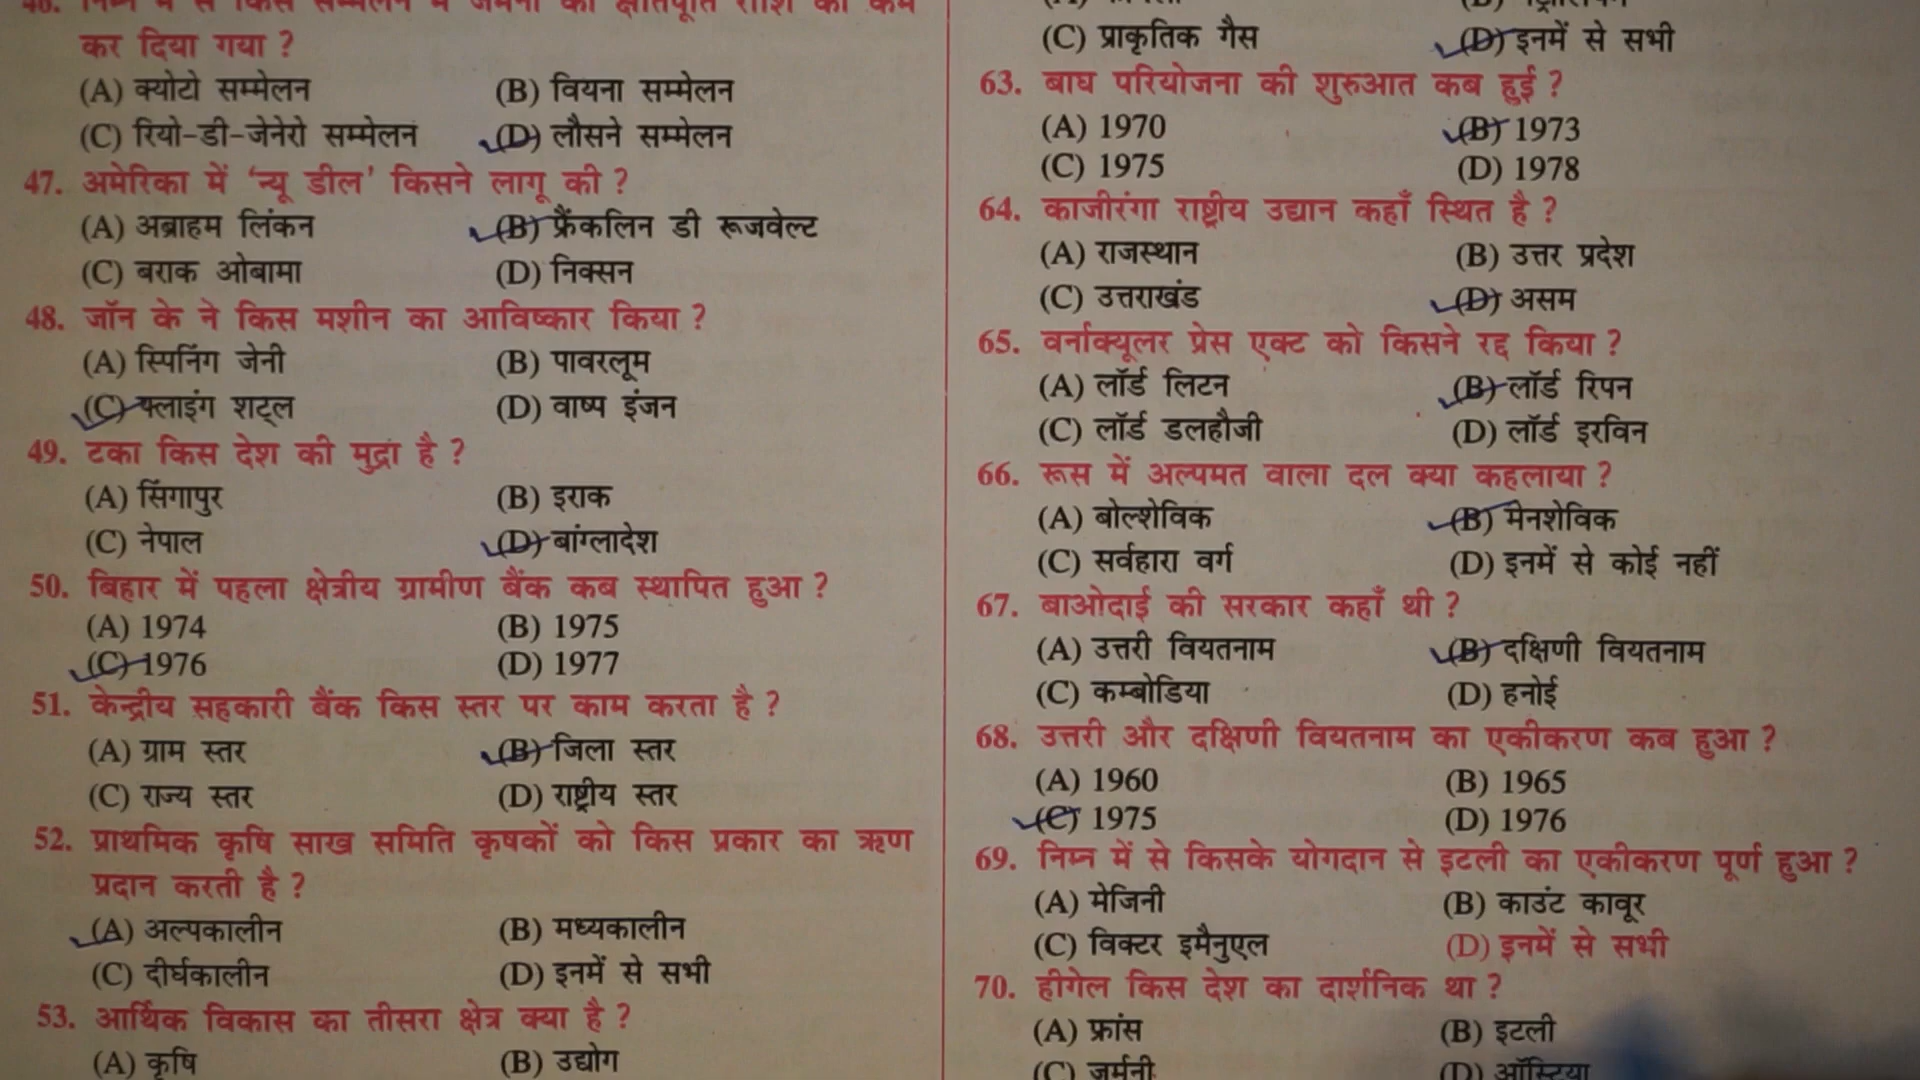 कर दिया गया ?
(A) क्योटो सम्मेलन (B) वियना सम्मेलन
(C) रियो-डी-जेनेरो सम्मेलन (D) लौसने सम्मेलन
47. अमेरिका में 'न्यू डील' किसने लागू की ?
(A) अब्राहम लिंकन (B) फ्रैंकलिन डी रूजवेल्ट
(C) बराक ओबामा (D) निक्सन
48. जॉन के ने किस मशीन का आविष्कार किया ?
(A) स्पिनिंग जेनी (B) पावरलूम
(C) फ्लाइंग शट्ल (D) वाष्प इंजन
49. टका किस देश की मुद्रा है ?
(A) सिंगापुर (B) इराक
(C) नेपाल (D) बांग्लादेश
50. बिहार में पहला क्षेत्रीय ग्रामीण बैंक कब स्थापित हुआ ?
(A) 1974 (B) 1975
(C) 1976 (D) 1977
51. केन्द्रीय सहकारी बैंक किस स्तर पर काम करता है ?
(A) ग्राम स्तर (B) जिला स्तर
(C) राज्य स्तर (D) राष्ट्रीय स्तर
52. प्राथमिक कृषि साख समिति कृषकों को किस प्रकार का ऋण
प्रदान करती है ?
(A) अल्पकालीन (B) मध्यकालीन
(C) दीर्घकालीन (D) इनमें से सभी
53. आर्थिक विकास का तीसरा क्षेत्र क्या है ?
(A) कृषि (B) उद्योग
(C) प्राकृतिक गैस (D) इनमें से सभी
63. बाघ परियोजना की शुरुआत कब हुई ?
(A) 1970 (B) 1973
(C) 1975 (D) 1978
64. काजीरंगा राष्ट्रीय उद्यान कहाँ स्थित है ?
(A) राजस्थान (B) उत्तर प्रदेश
(C) उत्तराखंड (D) असम
65. वर्नाक्यूलर प्रेस एक्ट को किसने रद्द किया ?
(A) लॉर्ड लिटन (B) लॉर्ड रिपन
(C) लॉर्ड डलहौजी (D) लॉर्ड इरविन
66. रूस में अल्पमत वाला दल क्या कहलाया ?
(A) बोल्शेविक (B) मेनशेविक
(C) सर्वहारा वर्ग (D) इनमें से कोई नहीं
67. बाओदाई की सरकार कहाँ थी ?
(A) उत्तरी वियतनाम (B) दक्षिणी वियतनाम
(C) कम्बोडिया (D) हनोई
68. उत्तरी और दक्षिणी वियतनाम का एकीकरण कब हुआ ?
(A) 1960 (B) 1965
(C) 1975 (D) 1976
69. निम्न में से किसके योगदान से इटली का एकीकरण पूर्ण हुआ ?
(A) मेजिनी (B) काउंट कावूर
(C) विक्टर इमैनुएल (D) इनमें से सभी
70. हीगेल किस देश का दार्शनिक था ?
(A) फ्रांस (B) इटली
(C) जर्मनी (D) ऑस्ट्रिया